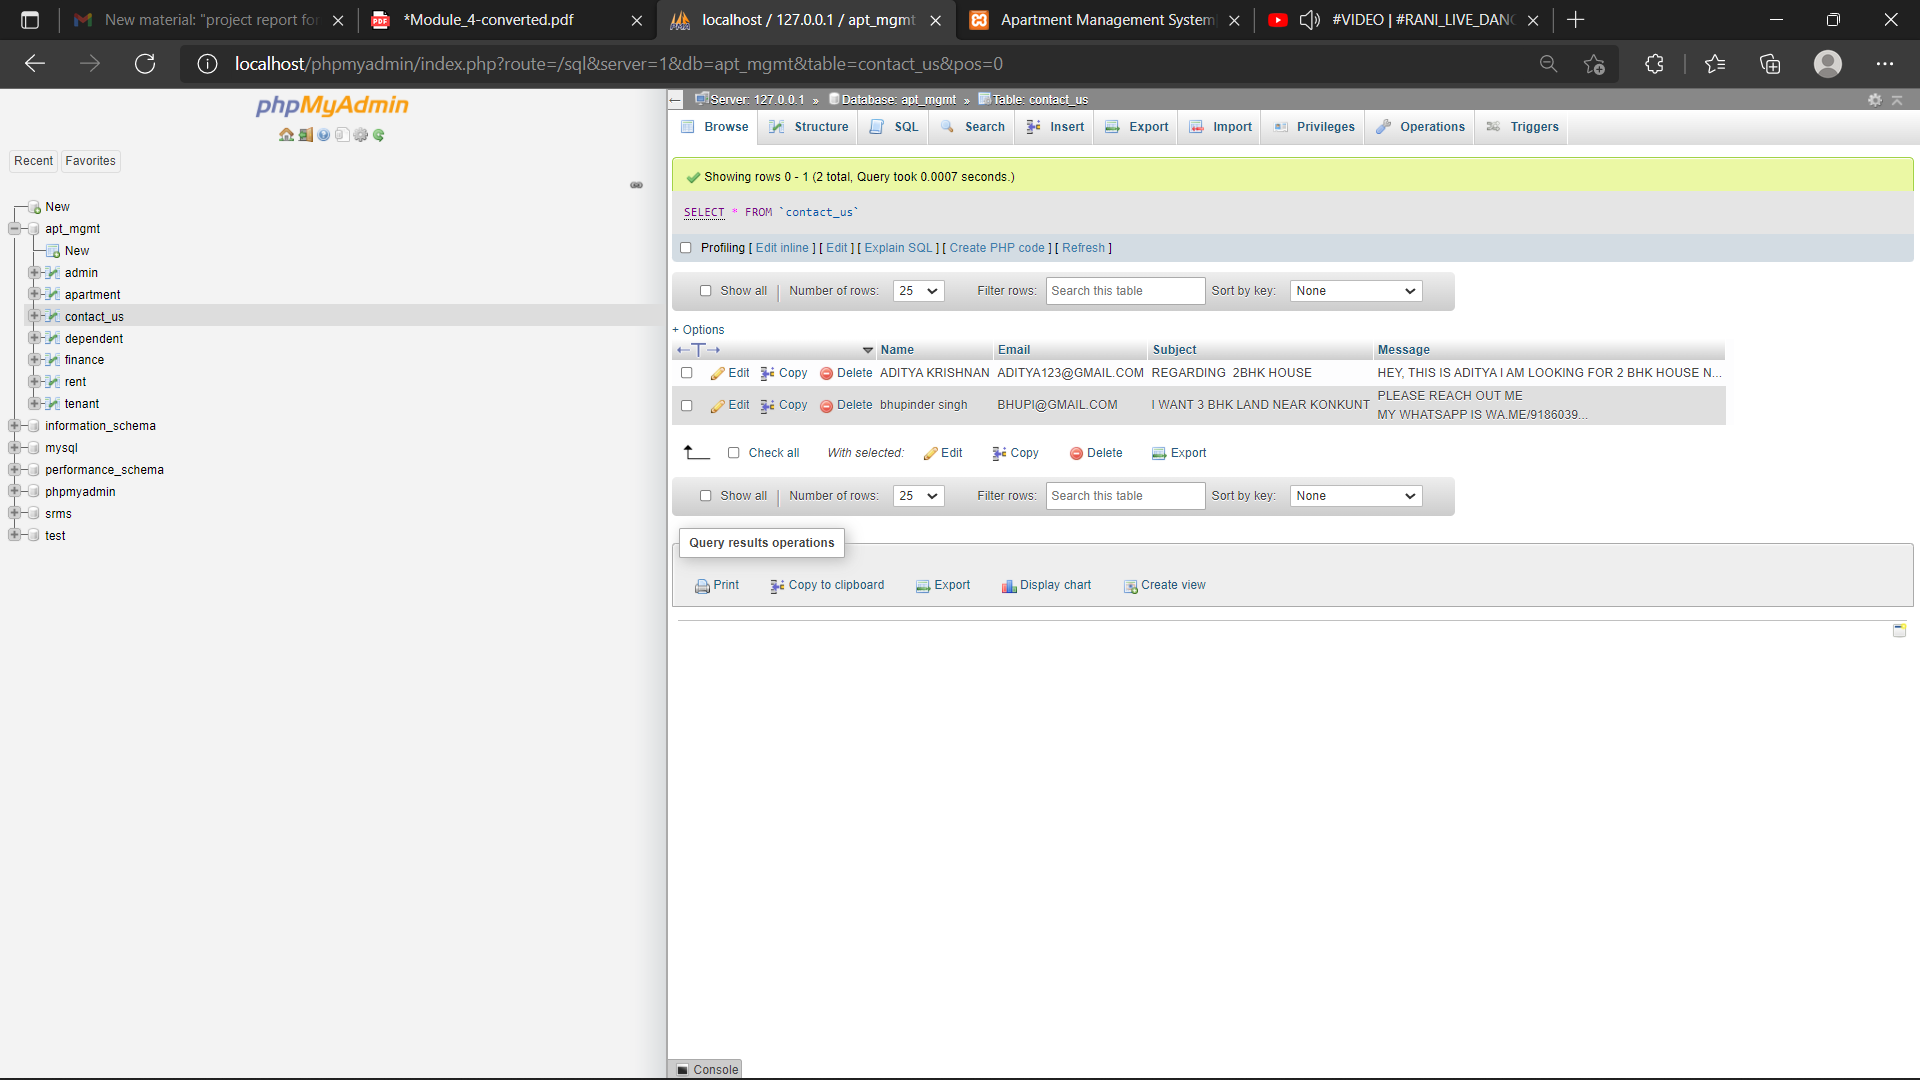 New material: "project report for
*Module_4-converted.pdf
localhost / 127.0.0.1 / apt_mgmt
Apartment Management System
#VIDEO | #RANI_LIVE_DANC
localhost/phpmyadmin/index.php?route=/sql&server=1&db=apt_mgmt&table=contact_us&pos=0
phpMyAdmin
Recent Favorites
New
apt_mgmt
New
admin
apartment
contact_us
dependent
finance
rent
tenant
information_schema
mysql
performance_schema
phpmyadmin
srms
test
Server: 127.0.0.1 » Database: apt_mgmt » Table: contact_us
Browse Structure SQL Search Insert Export Import Privileges Operations Triggers
Showing rows 0 - 1 (2 total, Query took 0.0007 seconds.)
SELECT * FROM `contact_us`
Profiling [ Edit inline ] [ Edit ] [ Explain SQL ] [ Create PHP code ] [ Refresh ]
Show all | Number of rows: 25 Filter rows: Search this table Sort by key: None
+ Options
←T→ Name Email Subject Message
Edit Copy Delete ADITYA KRISHNAN ADITYA123@GMAIL.COM REGARDING 2BHK HOUSE HEY, THIS IS ADITYA I AM LOOKING FOR 2 BHK HOUSE N...
Edit Copy Delete bhupinder singh BHUPI@GMAIL.COM I WANT 3 BHK LAND NEAR KONKUNT PLEASE REACH OUT ME
MY WHATSAPP IS WA.ME/9186039...
Check all With selected: Edit Copy Delete Export
Show all | Number of rows: 25 Filter rows: Search this table Sort by key: None
Query results operations
Print Copy to clipboard Export Display chart Create view
Console